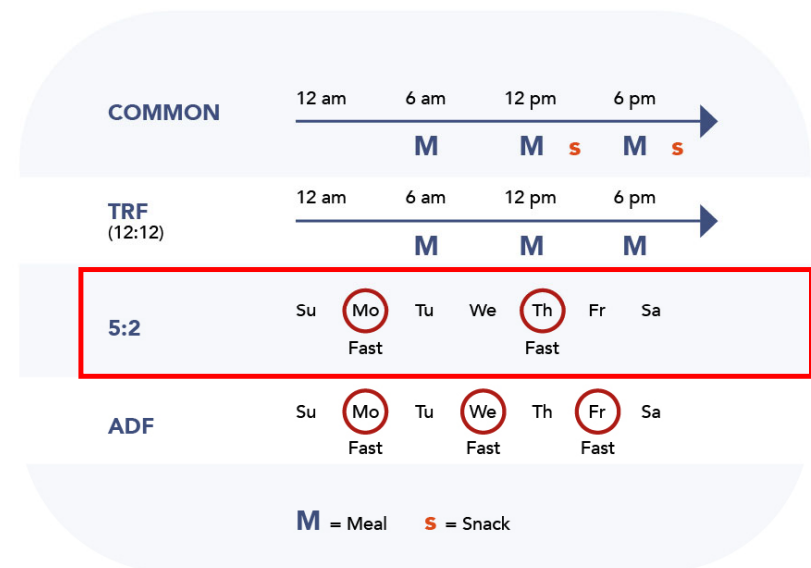 COMMON
12 am 6 am 12 pm 6 pm
M M s M s
TRF
(12:12)
12 am 6 am 12 pm 6 pm
M M M
5:2
Su Mo Tu We Th Fr Sa
Fast Fast
ADF
Su Mo Tu We Th Fr Sa
Fast Fast Fast
M = Meal s = Snack